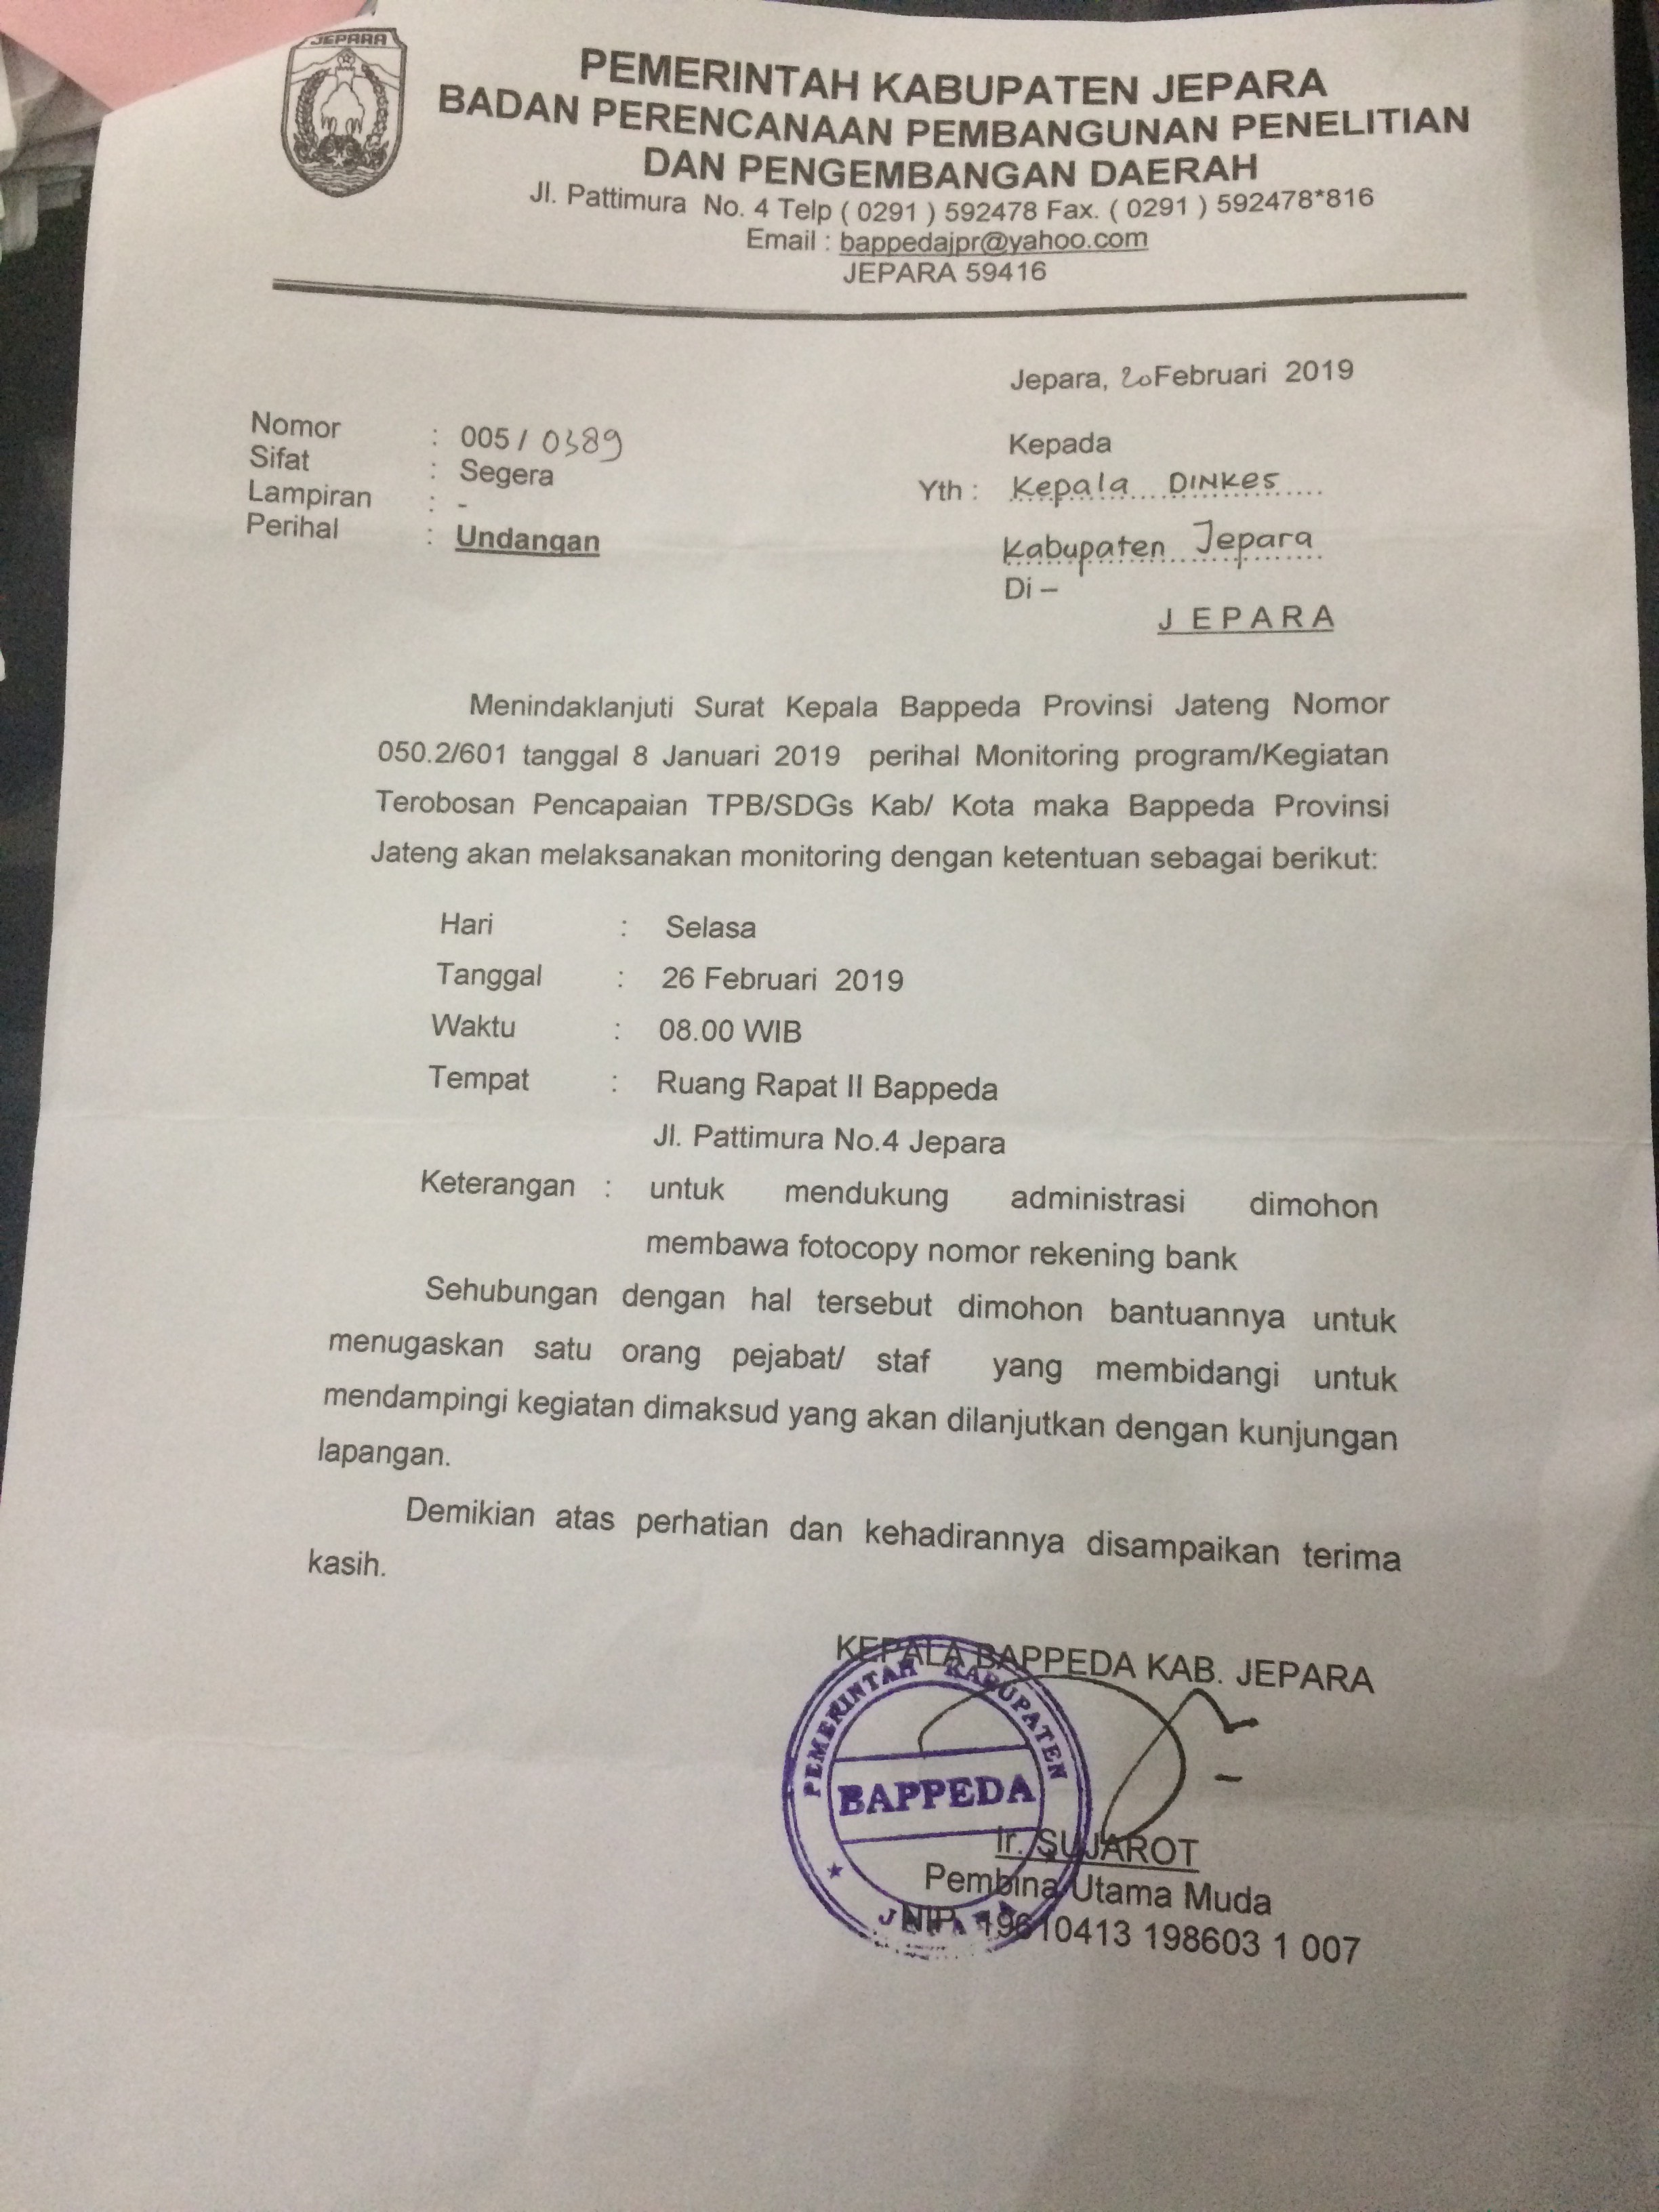 JEPARA
PEMERINTAH KABUPATEN JEPARA
BADAN PERENCANAAN PEMBANGUNAN PENELITIAN
DAN PENGEMBANGAN DAERAH
Jl. Pattimura No. 4 Telp ( 0291 ) 592478 Fax. ( 0291 ) 592478*816
Email : bappedajpr@yahoo.com
JEPARA 59416
Jepara, 20 Februari 2019
Nomor : 005 / 0389
Sifat : Segera
Lampiran : -
Perihal : Undangan
Kepada
Yth : Kepala DINKES
Kabupaten Jepara
Di –
J E P A R A
Menindaklanjuti Surat Kepala Bappeda Provinsi Jateng Nomor
050.2/601 tanggal 8 Januari 2019 perihal Monitoring program/Kegiatan
Terobosan Pencapaian TPB/SDGs Kab/ Kota maka Bappeda Provinsi
Jateng akan melaksanakan monitoring dengan ketentuan sebagai berikut:
Hari : Selasa
Tanggal : 26 Februari 2019
Waktu : 08.00 WIB
Tempat : Ruang Rapat II Bappeda
Jl. Pattimura No.4 Jepara
Keterangan : untuk mendukung administrasi dimohon
membawa fotocopy nomor rekening bank
Sehubungan dengan hal tersebut dimohon bantuannya untuk
menugaskan satu orang pejabat/ staf yang membidangi untuk
mendampingi kegiatan dimaksud yang akan dilanjutkan dengan kunjungan
lapangan.
Demikian atas perhatian dan kehadirannya disampaikan terima
kasih.
KEPALA BAPPEDA KAB. JEPARA
PEMERINTAH KABUPATEN
BAPPEDA
JEPARA
Ir. SUJAROT
Pembina Utama Muda
NIP. 19610413 198603 1 007